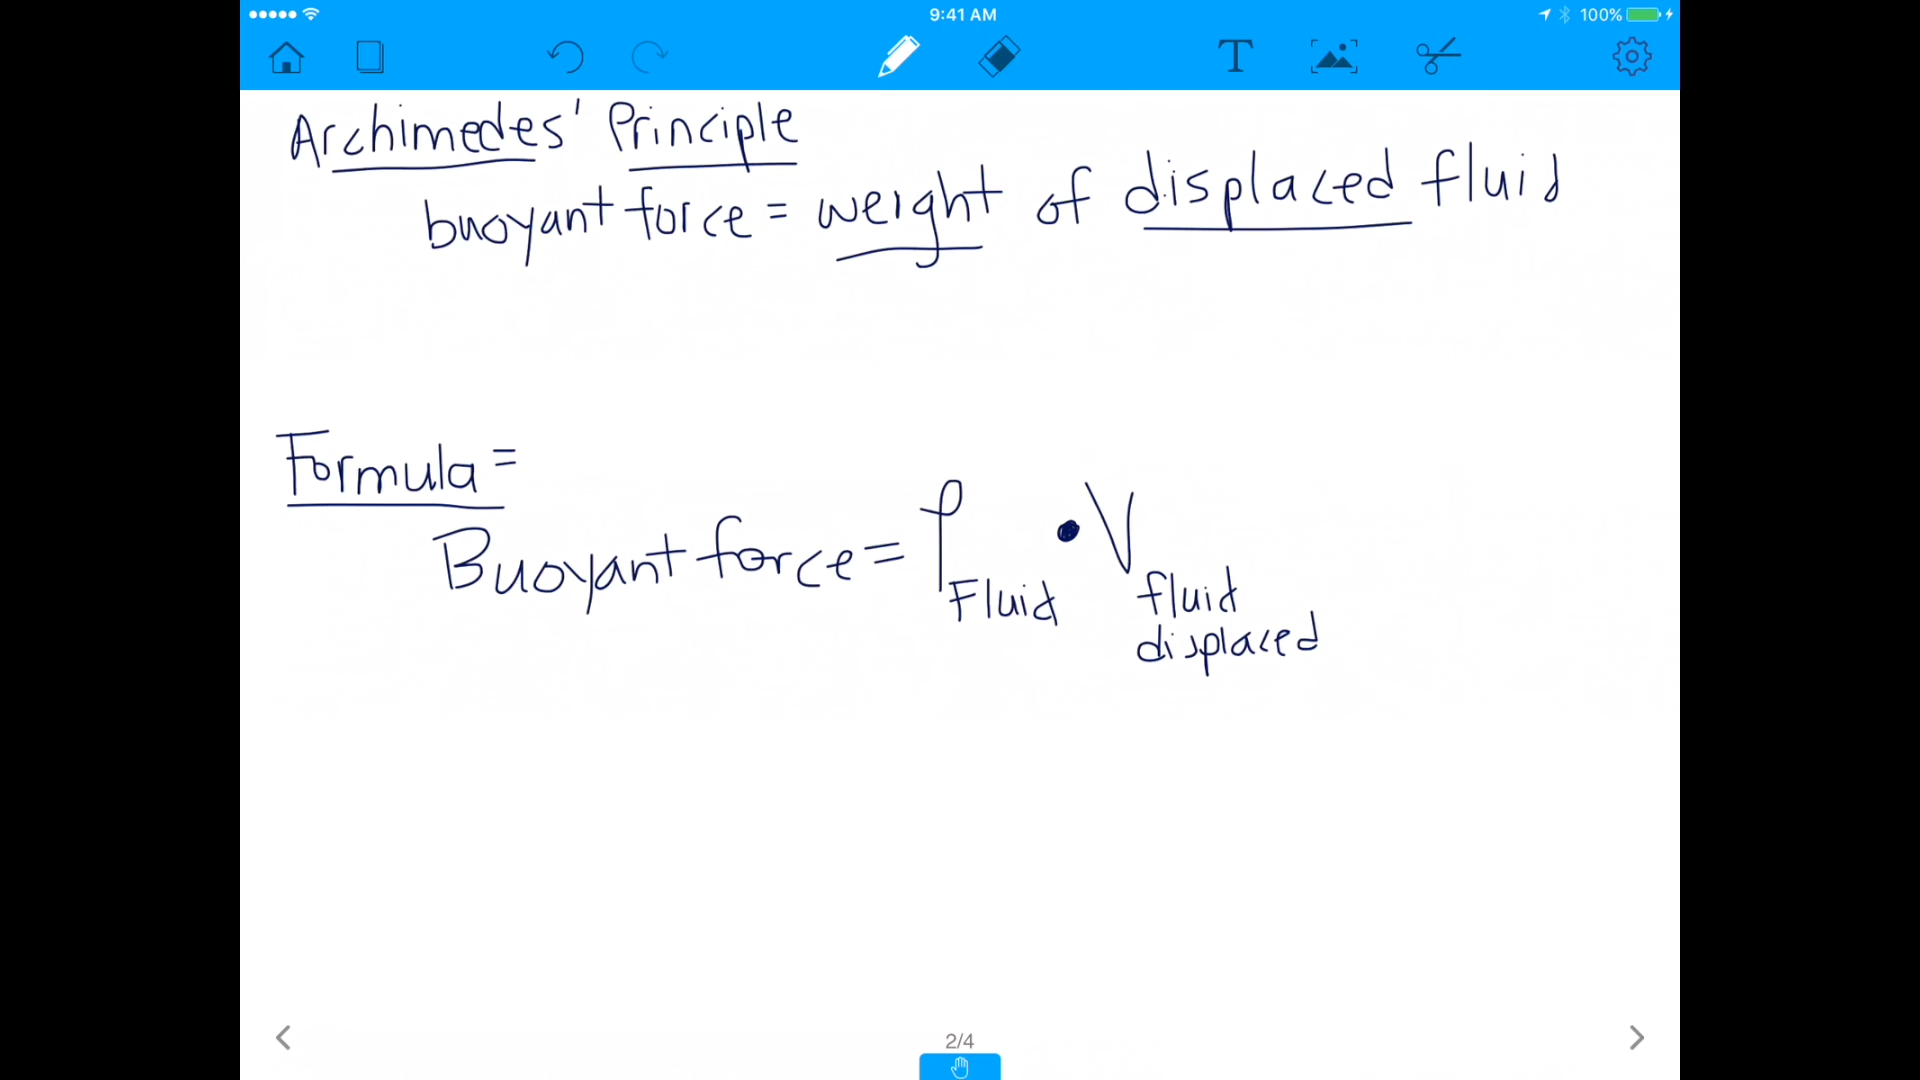 9:41 AM
100%
T
Archimedes' Principle
buoyant force = weight of displaced fluid
Formula =
Buoyant force = ρ Fluid • V fluid displaced
2/4